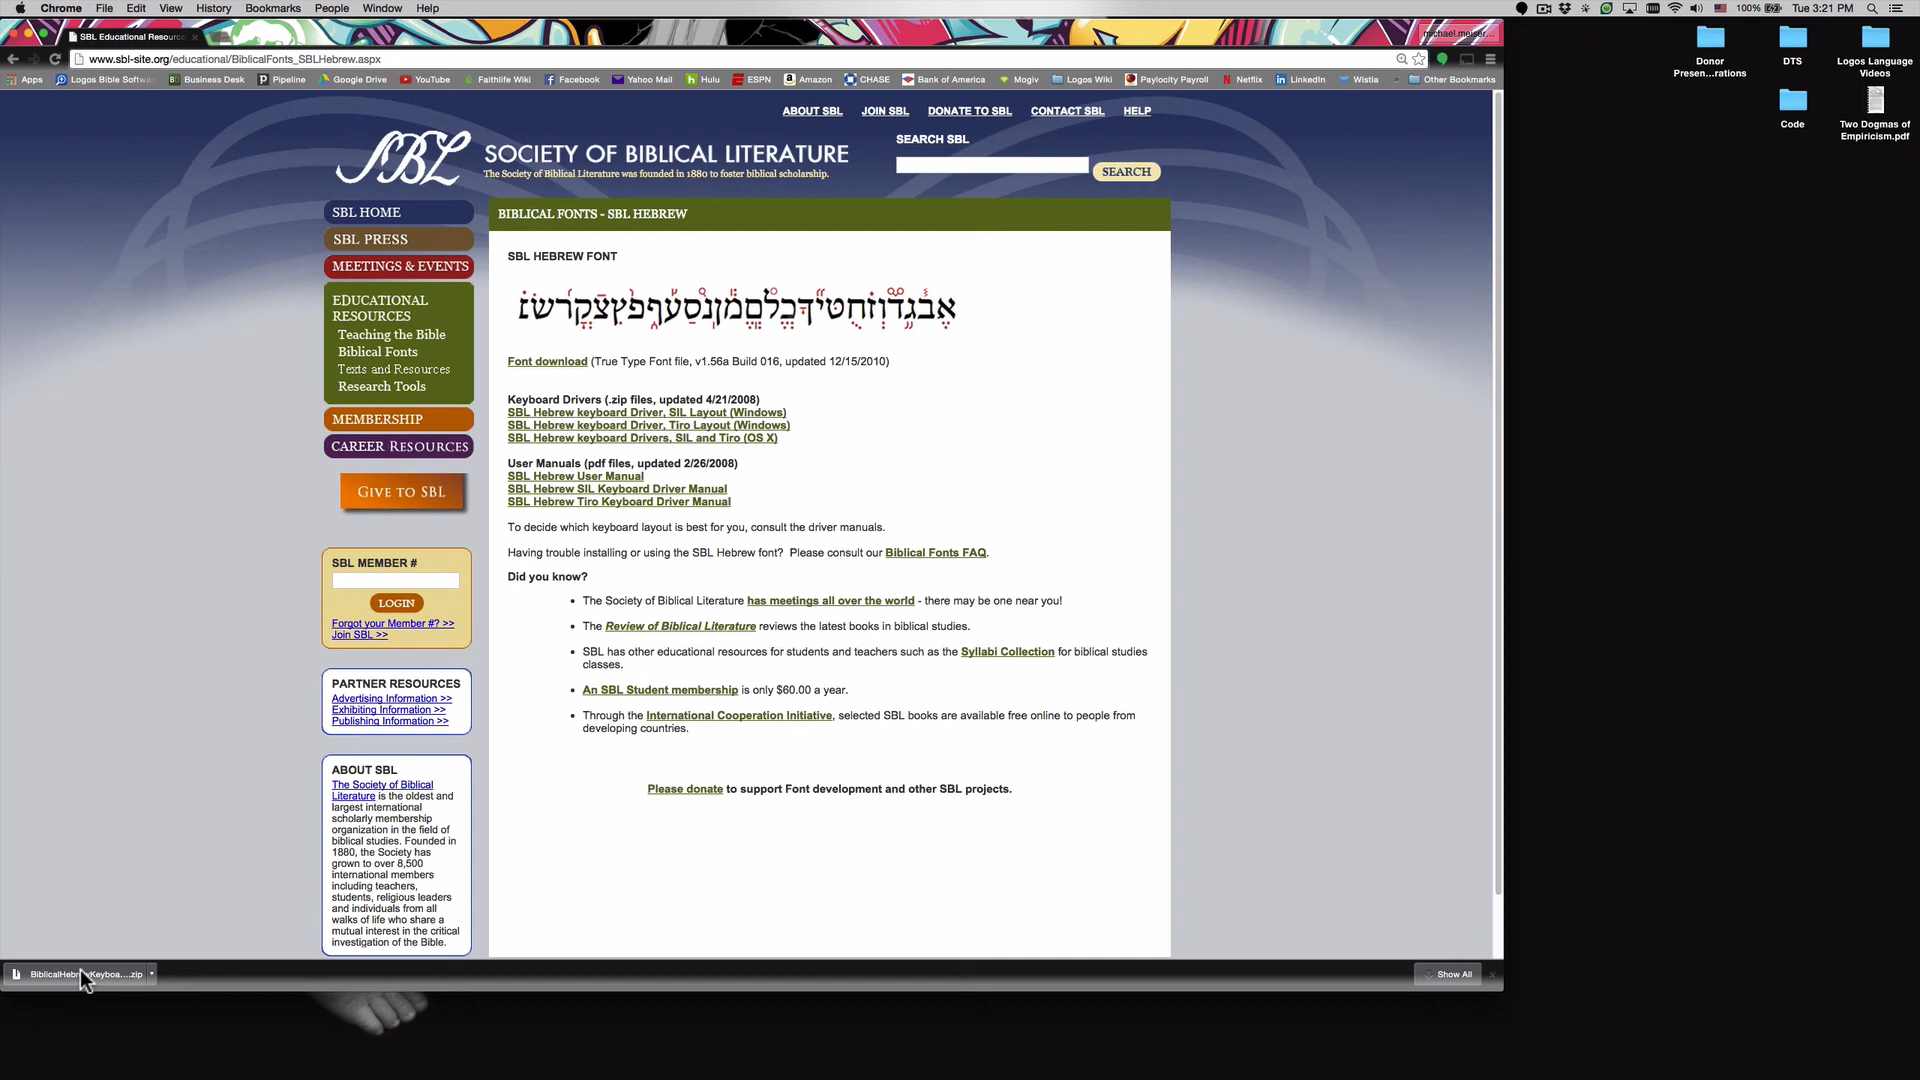 Chrome File Edit View History Bookmarks People Window Help
100% Tue 3:21 PM
SBL Educational Resource
www.sbl-site.org/educational/BiblicalFonts_SBLHebrew.aspx
Apps Logos Bible Softwa Business Desk Pipeline Google Drive YouTube Faithlife Wiki Facebook Yahoo Mail Hulu ESPN Amazon CHASE Bank of America Mogiv Logos Wiki Paylocity Payroll Netflix LinkedIn Wistia » Other Bookmarks
Donor
Presen...rations
DTS
Logos Language
Videos
Code
Two Dogmas of
Empiricism.pdf
ABOUT SBL JOIN SBL DONATE TO SBL CONTACT SBL HELP
SBL SOCIETY OF BIBLICAL LITERATURE
The Society of Biblical Literature was founded in 1880 to foster biblical scholarship.
SEARCH SBL
SEARCH
SBL HOME
SBL PRESS
MEETINGS & EVENTS
EDUCATIONAL
RESOURCES
Teaching the Bible
Biblical Fonts
Texts and Resources
Research Tools
MEMBERSHIP
CAREER RESOURCES
GIVE TO SBL
SBL MEMBER #
LOGIN
Forgot your Member #? >>
Join SBL >>
PARTNER RESOURCES
Advertising Information >>
Exhibiting Information >>
Publishing Information >>
ABOUT SBL
The Society of Biblical
Literature is the oldest and
largest international
scholarly membership
organization in the field of
biblical studies. Founded in
1880, the Society has
grown to over 8,500
international members
including teachers,
students, religious leaders
and individuals from all
walks of life who share a
mutual interest in the critical
investigation of the Bible.
BIBLICAL FONTS - SBL HEBREW
SBL HEBREW FONT
Font download (True Type Font file, v1.56a Build 016, updated 12/15/2010)
Keyboard Drivers (.zip files, updated 4/21/2008)
SBL Hebrew keyboard Driver, SIL Layout (Windows)
SBL Hebrew keyboard Driver, Tiro Layout (Windows)
SBL Hebrew keyboard Drivers, SIL and Tiro (OS X)
User Manuals (pdf files, updated 2/26/2008)
SBL Hebrew User Manual
SBL Hebrew SIL Keyboard Driver Manual
SBL Hebrew Tiro Keyboard Driver Manual
To decide which keyboard layout is best for you, consult the driver manuals.
Having trouble installing or using the SBL Hebrew font? Please consult our Biblical Fonts FAQ.
Did you know?
• The Society of Biblical Literature has meetings all over the world - there may be one near you!
• The Review of Biblical Literature reviews the latest books in biblical studies.
• SBL has other educational resources for students and teachers such as the Syllabi Collection for biblical studies
classes.
• An SBL Student membership is only $60.00 a year.
• Through the International Cooperation Initiative, selected SBL books are available free online to people from
developing countries.
Please donate to support Font development and other SBL projects.
Show All